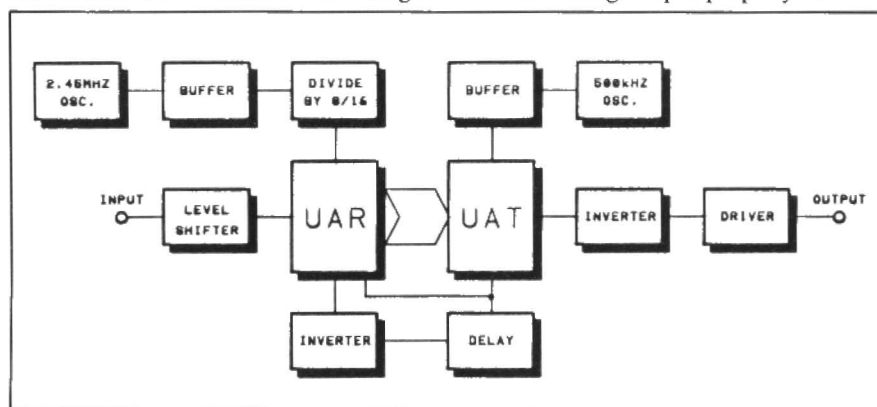 2.45MHZ
OSC.
BUFFER
DIVIDE
BY 8/16
BUFFER
500kHZ
OSC.
INPUT
LEVEL
SHIFTER
UAR
UAT
INVERTER
DRIVER
OUTPUT
INVERTER
DELAY